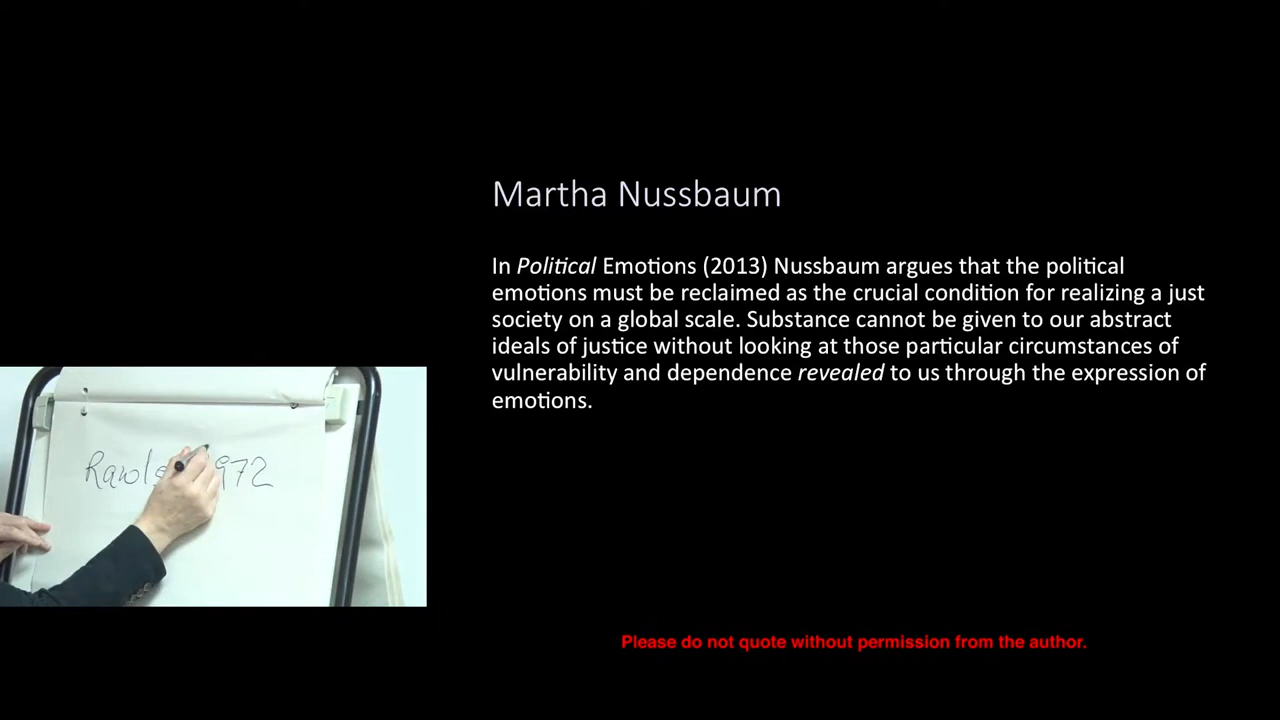 Martha Nussbaum
In Political Emotions (2013) Nussbaum argues that the political
emotions must be reclaimed as the crucial condition for realizing a just
society on a global scale. Substance cannot be given to our abstract
ideals of justice without looking at those particular circumstances of
vulnerability and dependence revealed to us through the expression of
emotions.
Rawls 1972
Please do not quote without permission from the author.